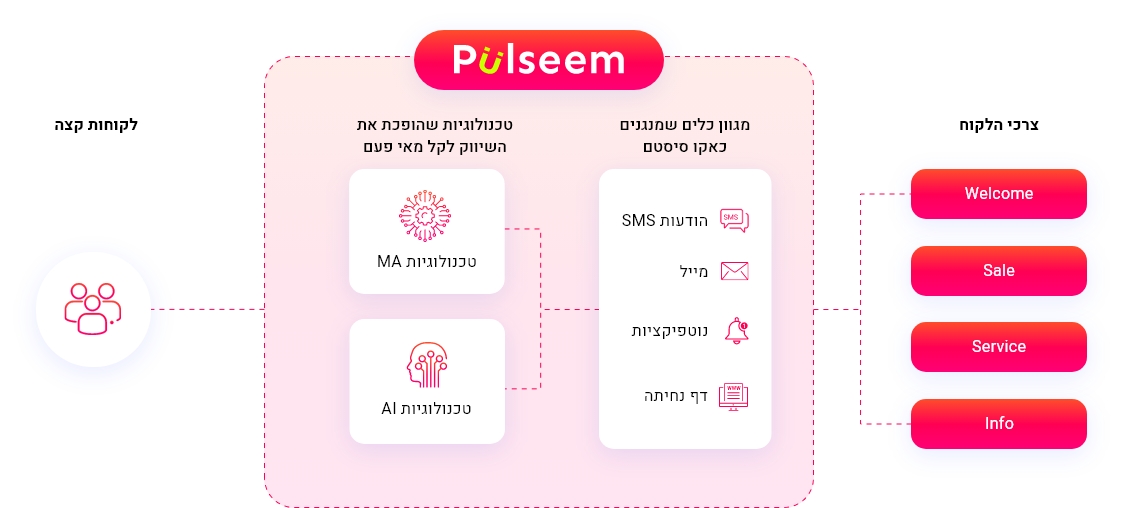 Pulseem
צרכי הלקוח
Welcome
Sale
Service
Info
מגוון כלים שמנגנים
כאקו סיסטם
SMS
הודעות SMS
מייל
1
נוטפיקציות
WWW
דף נחיתה
טכנולוגיות שהופכת את
השיווק לקל מאי פעם
טכנולוגיות MA
טכנולוגיות AI
לקוחות קצה